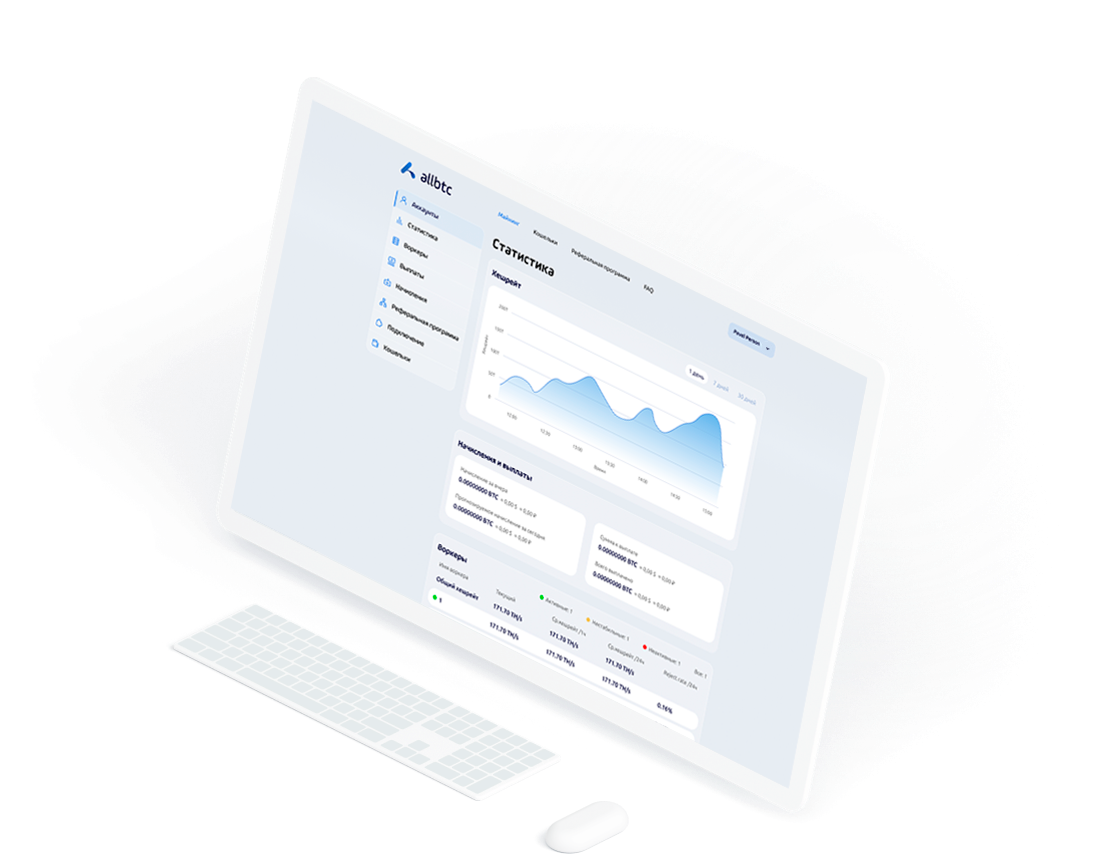 allbtc
Аккаунты
Статистика
Воркеры
Выплаты
Начисления
Реферальная программа
Подключение
Кошельки
Майнинг
Кошельки
Реферальная программа
FAQ
Pavel Person
Статистика
Хешрейт
1 день
7 дней
30 дней
0
12:00
12:30
13:00
13:30
14:00
14:30
15:00
Время
Начисления и выплаты
Начисление за вчера
0.00000000 BTC ≈ 0,00 $ ≈ 0,00 ₽
Прогнозируемое начисление за сегодня
0.00000000 BTC ≈ 0,00 $ ≈ 0,00 ₽
Сумма к выплате
0.00000000 BTC ≈ 0,00 $ ≈ 0,00 ₽
Всего выплачено
0.00000000 BTC ≈ 0,00 $ ≈ 0,00 ₽
Воркеры
Активные: 1
Нестабильные: 1
Неактивные: 1
Все: 1
Имя воркера
Текущий
Ср.хешрейт /1ч
Ср.хешрейт /24ч
Reject.rate /24ч
Общий хешрейт
171.70 TH/s
171.70 TH/s
171.70 TH/s
1
171.70 TH/s
171.70 TH/s
171.70 TH/s
0.16%